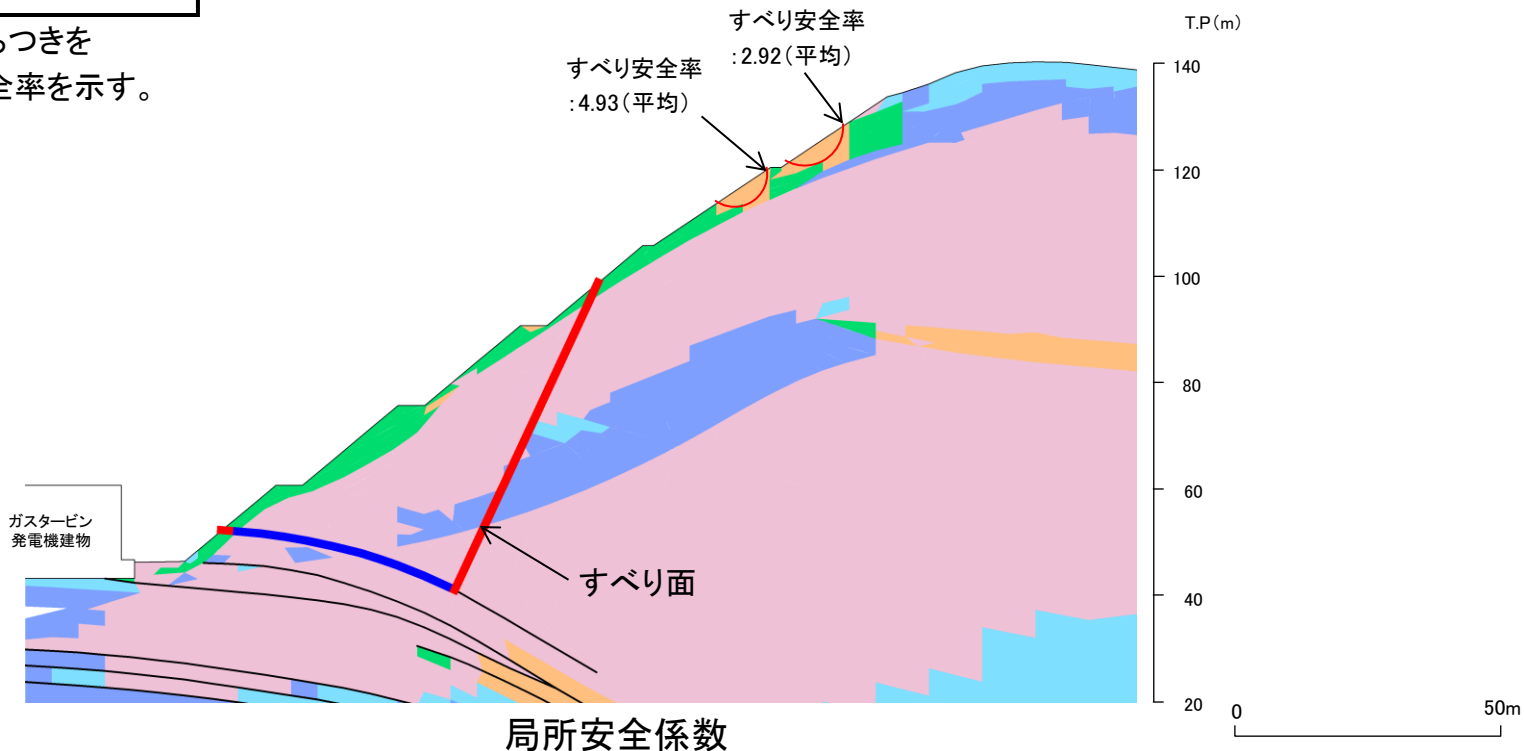 つきを
全率を示す。
すべり安全率
:2.92(平均)
すべり安全率
:4.93(平均)
T.P(m)
140
120
100
80
60
40
20
ガスタービン
発電機建物
すべり面
局所安全係数
0
50m